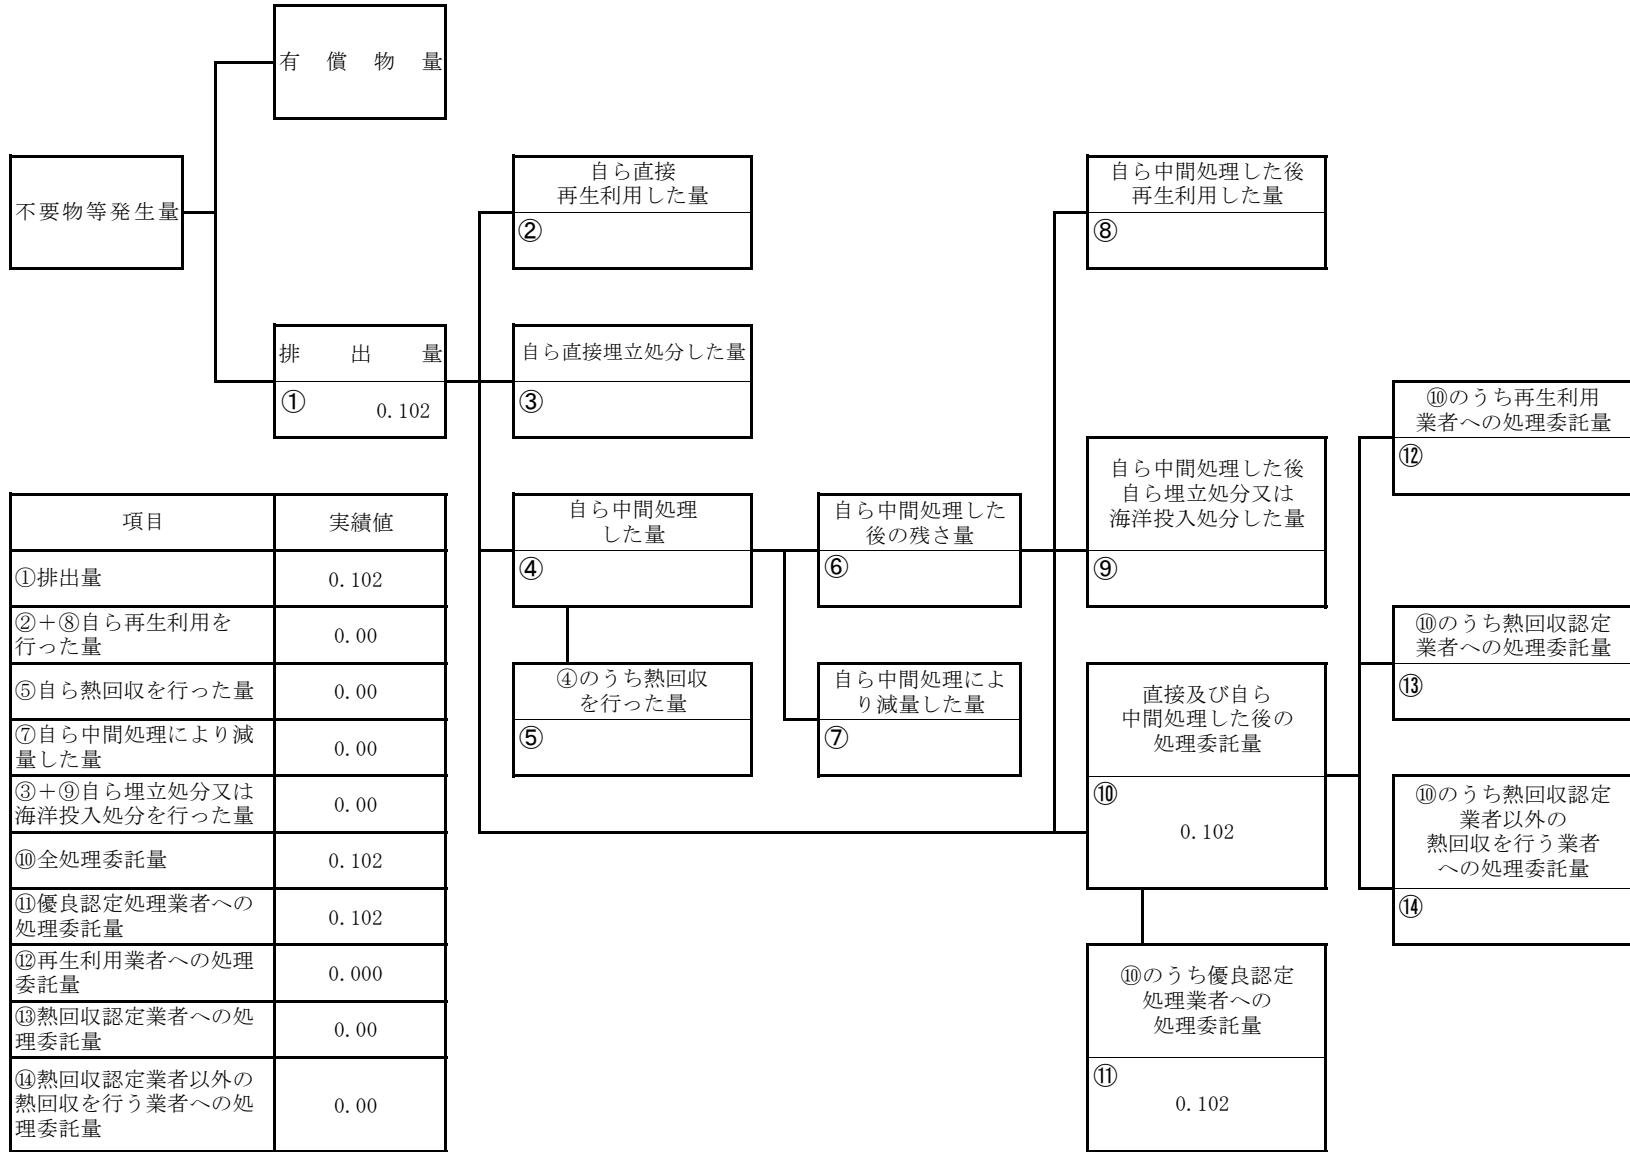 有償物量
不要物等発生量
自ら直接
再生利用した量
②
自ら中間処理した後
再生利用した量
⑧
排出量
① 0.102
自ら直接埋立処分した量
③
⑩のうち再生利用
業者への処理委託量
⑫
自ら中間処理
した量
④
自ら中間処理した
後の残さ量
⑥
自ら中間処理した後
自ら埋立処分又は
海洋投入処分した量
⑨
④のうち熱回収
を行った量
⑤
自ら中間処理によ
り減量した量
⑦
直接及び自ら
中間処理した後の
処理委託量
⑩
0.102
⑩のうち熱回収認定
業者への処理委託量
⑬
⑩のうち熱回収認定
業者以外の
熱回収を行う業者
への処理委託量
⑭
⑩のうち優良認定
処理業者への
処理委託量
⑪
0.102
項目 実績値
①排出量 0.102
②＋⑧自ら再生利用を
行った量 0.00
⑤自ら熱回収を行った量 0.00
⑦自ら中間処理により減
量した量 0.00
③＋⑨自ら埋立処分又は
海洋投入処分を行った量 0.00
⑩全処理委託量 0.102
⑪優良認定処理業者への
処理委託量 0.102
⑫再生利用業者への処理
委託量 0.000
⑬熱回収認定業者への処
理委託量 0.00
⑭熱回収認定業者以外の
熱回収を行う業者への処
理委託量 0.00